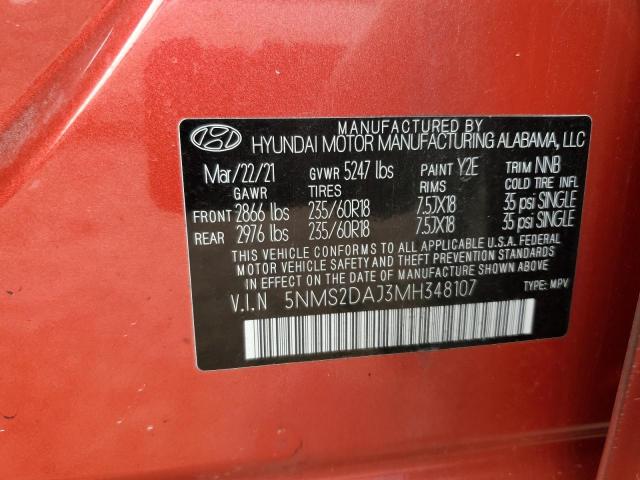 MANUFACTURED BY
HYUNDAI MOTOR MANUFACTURING ALABAMA, LLC
Mar/22/21 GVWR 5247 lbs PAINT Y2E TRIM NNB
GAWR TIRES RIMS COLD TIRE INFL
FRONT 2866 lbs 235/60R18 7.5JX18 35 psi SINGLE
REAR 2976 lbs 235/60R18 7.5JX18 35 psi SINGLE
THIS VEHICLE CONFORMS TO ALL APPLICABLE U.S.A. FEDERAL
MOTOR VEHICLE SAFETY AND THEFT PREVENTION STANDARDS
IN EFFECT ON THE DATE OF MANUFACTURE SHOWN ABOVE.
V.I.N 5NMS2DAJ3MH348107 TYPE: MPV